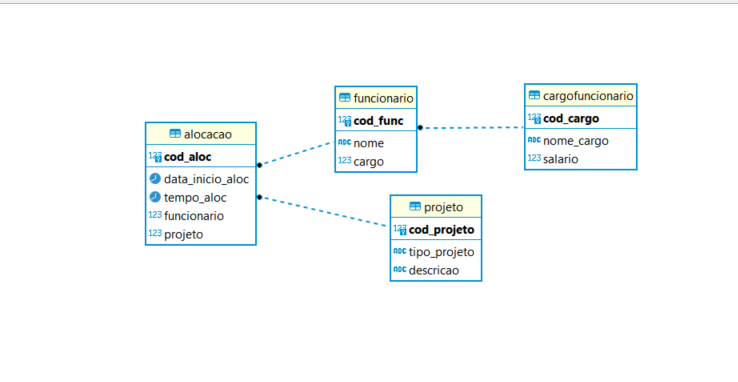 alocacao
123 cod_aloc
data_inicio_aloc
tempo_aloc
123 funcionario
123 projeto
funcionario
123 cod_func
ABC nome
123 cargo
cargofuncionario
123 cod_cargo
ABC nome_cargo
123 salario
projeto
123 cod_projeto
ABC tipo_projeto
ABC descricao